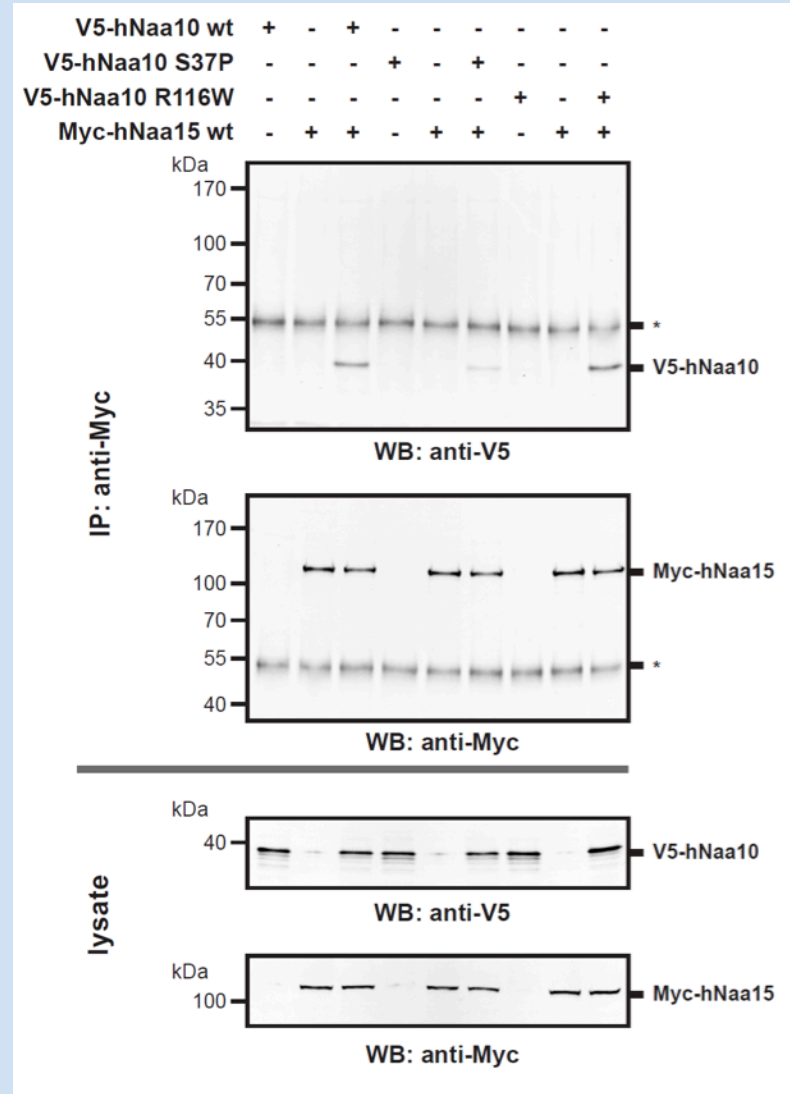 V5-hNaa10 wt + - + - - - - - -
V5-hNaa10 S37P - - - + - + - - -
V5-hNaa10 R116W - - - - - - + - +
Myc-hNaa15 wt - + + - + + - + +
IP: anti-Myc
kDa
170
100
70
55 *
40 V5-hNaa10
35
WB: anti-V5
kDa
170
Myc-hNaa15
100
70
55 *
40
WB: anti-Myc
lysate
kDa
40 V5-hNaa10
WB: anti-V5
kDa
100 Myc-hNaa15
WB: anti-Myc